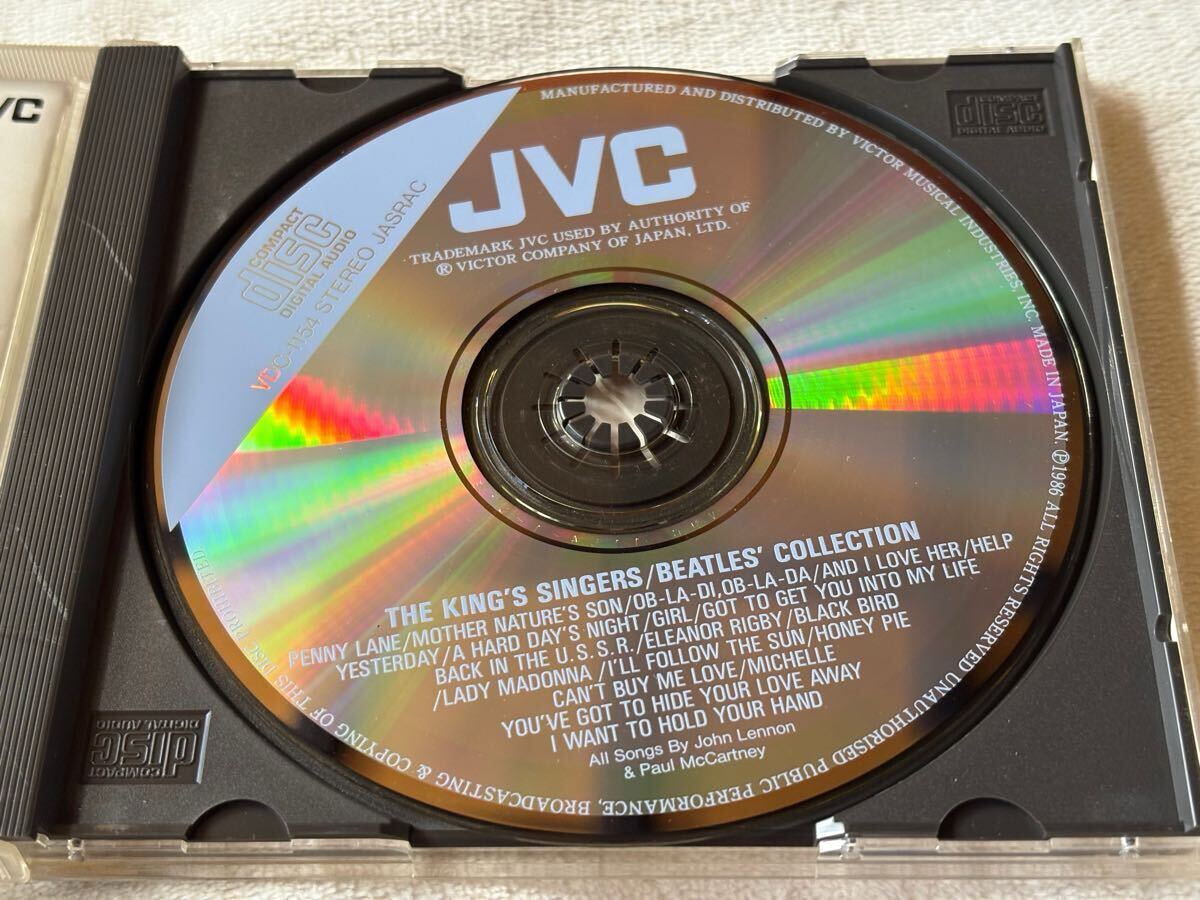 VC
JVC
TRADEMARK JVC USED BY AUTHORITY OF
® VICTOR COMPANY OF JAPAN, LTD.
COMPACT
disc
DIGITAL AUDIO
STEREO JASRAC
MANUFACTURED AND DISTRIBUTED BY VICTOR MUSICAL INDUSTRIES, INC. MADE IN JAPAN. ℗1986 ALL RIGHTS RESERVED UNAUTHORISED PUBLIC PERFORMANCE, BROADCASTING & COPYING OF THIS DISC PROHIBITED
THE KING'S SINGERS/BEATLES' COLLECTION
PENNY LANE/MOTHER NATURE'S SON/OB-LA-DI,OB-LA-DA/AND I LOVE HER/HELP
YESTERDAY/A HARD DAY'S NIGHT/GIRL/GOT TO GET YOU INTO MY LIFE
BACK IN THE U.S.S.R./ELEANOR RIGBY/BLACK BIRD
/LADY MADONNA/I'LL FOLLOW THE SUN/HONEY PIE
CAN'T BUY ME LOVE/MICHELLE
YOU'VE GOT TO HIDE YOUR LOVE AWAY
I WANT TO HOLD YOUR HAND
All Songs By John Lennon
& Paul McCartney
COMPACT
disc
DIGITAL AUDIO
COMPACT
disc
DIGITAL AUDIO